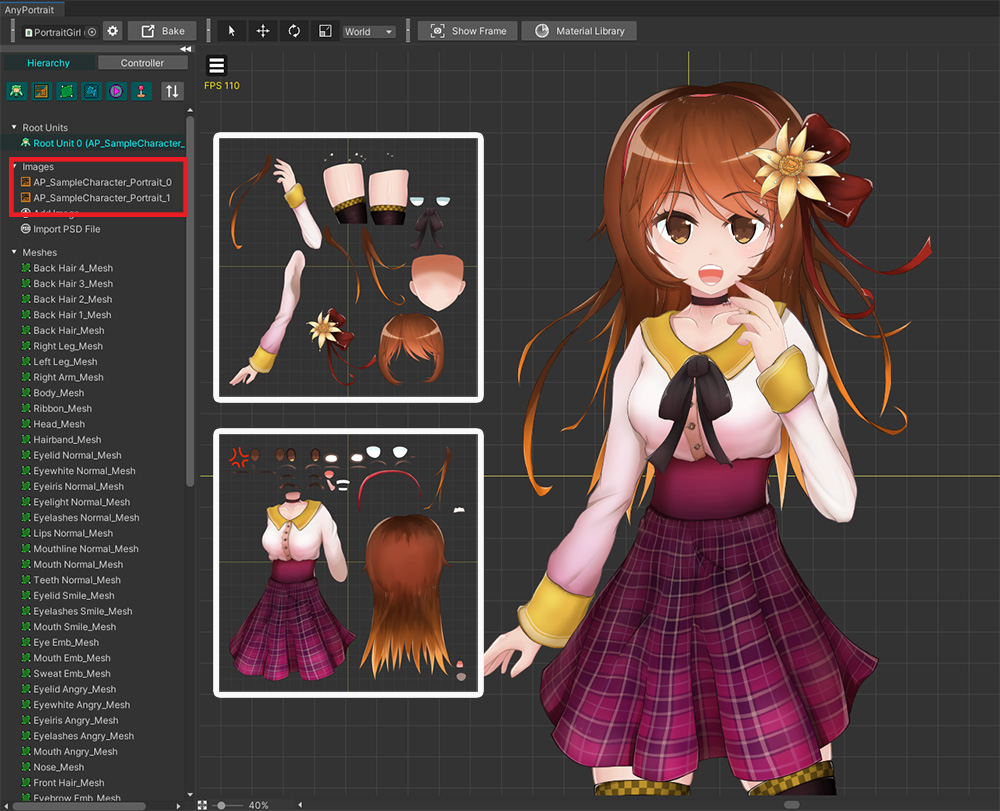 AnyPortrait
PortraitGirl (
Bake
World
Show Frame
Material Library
Hierarchy
Controller
FPS 110
Root Units
Root Unit 0 (AP_SampleCharacter_
Images
AP_SampleCharacter_Portrait_0
AP_SampleCharacter_Portrait_1
Add Image
Import PSD File
Meshes
Back Hair 4_Mesh
Back Hair 3_Mesh
Back Hair 2_Mesh
Back Hair 1_Mesh
Back Hair_Mesh
Right Leg_Mesh
Left Leg_Mesh
Right Arm_Mesh
Body_Mesh
Ribbon_Mesh
Head_Mesh
Hairband_Mesh
Eyelid Normal_Mesh
Eyewhite Normal_Mesh
Eyeiris Normal_Mesh
Eyelight Normal_Mesh
Eyelashes Normal_Mesh
Lips Normal_Mesh
Mouthline Normal_Mesh
Mouth Normal_Mesh
Teeth Normal_Mesh
Eyelid Smile_Mesh
Eyelashes Smile_Mesh
Mouth Smile_Mesh
Eye Emb_Mesh
Mouth Emb_Mesh
Sweat Emb_Mesh
Eyelid Angry_Mesh
Eyewhite Angry_Mesh
Eyeiris Angry_Mesh
Eyelashes Angry_Mesh
Mouth Angry_Mesh
Nose_Mesh
Front Hair_Mesh
Eyebrow Emb_Mesh
40%